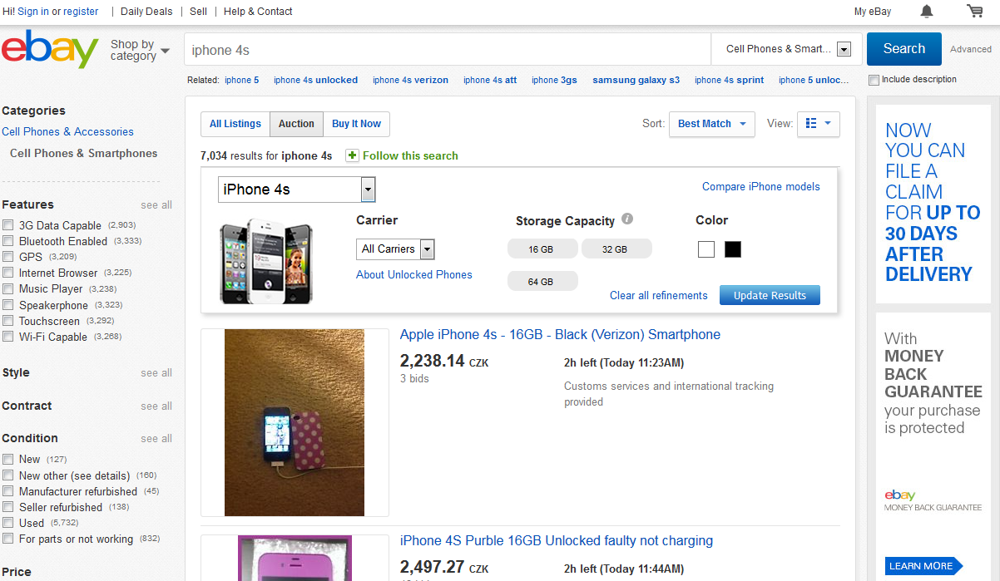 Hi! Sign in or register | Daily Deals | Sell | Help & Contact
My eBay
ebay
Shop by
category
iphone 4s
Cell Phones & Smart...
Search
Advanced
Related: iphone 5 iphone 4s unlocked iphone 4s verizon iphone 4s att iphone 3gs samsung galaxy s3 iphone 4s sprint iphone 5 unloc...
Include description
Categories
Cell Phones & Accessories
Cell Phones & Smartphones
Features see all
3G Data Capable (2,903)
Bluetooth Enabled (3,333)
GPS (3,209)
Internet Browser (3,225)
Music Player (3,238)
Speakerphone (3,323)
Touchscreen (3,292)
Wi-Fi Capable (3,268)
Style see all
Contract see all
Condition see all
New (127)
New other (see details) (160)
Manufacturer refurbished (45)
Seller refurbished (138)
Used (5,732)
For parts or not working (832)
Price
All Listings Auction Buy It Now
Sort: Best Match View:
7,034 results for iphone 4s Follow this search
iPhone 4s
Compare iPhone models
Carrier
All Carriers
About Unlocked Phones
Storage Capacity
16 GB 32 GB
64 GB
Color
Clear all refinements Update Results
Apple iPhone 4s - 16GB - Black (Verizon) Smartphone
2,238.14 CZK 2h left (Today 11:23AM)
3 bids
Customs services and international tracking
provided
iPhone 4S Purble 16GB Unlocked faulty not charging
2,497.27 CZK 2h left (Today 11:44AM)
NOW
YOU CAN
FILE A
CLAIM
FOR UP TO
30 DAYS
AFTER
DELIVERY
With
MONEY
BACK
GUARANTEE
your purchase
is protected
ebay
MONEY BACK GUARANTEE
LEARN MORE